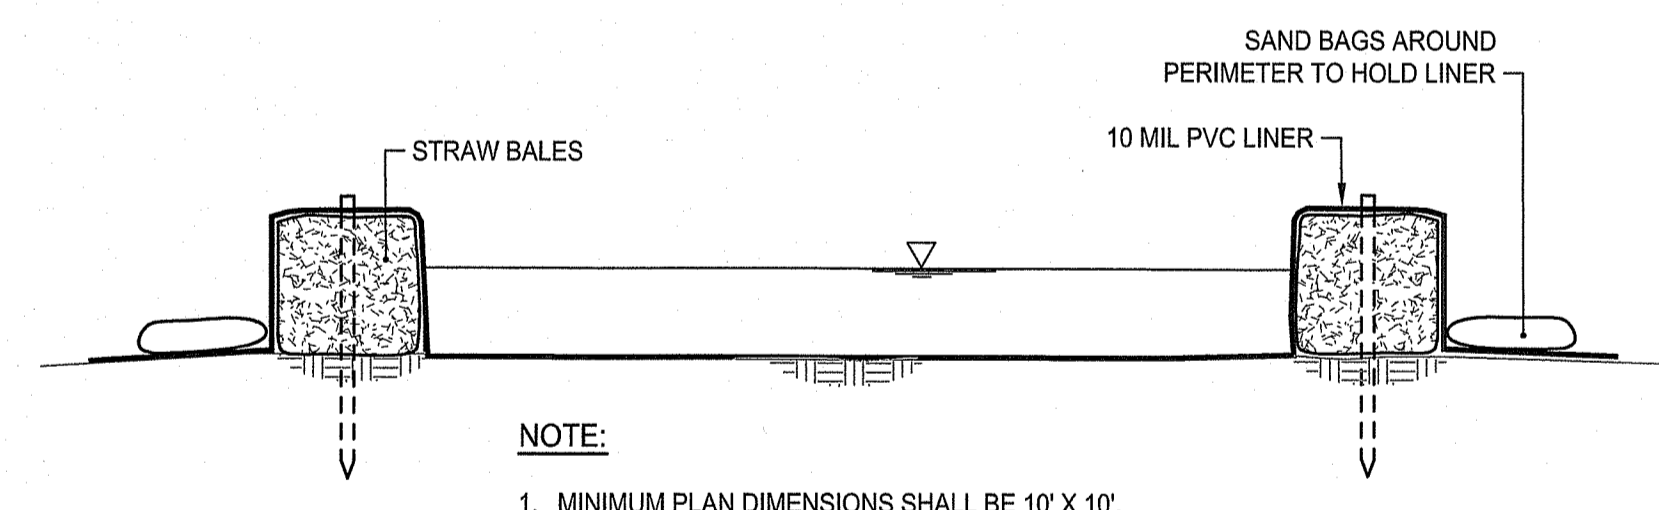 SAND BAGS AROUND
PERIMETER TO HOLD LINER
10 MIL PVC LINER
STRAW BALES
NOTE:
1. MINIMUM PLAN DIMENSIONS SHALL BE 10' X 10'.